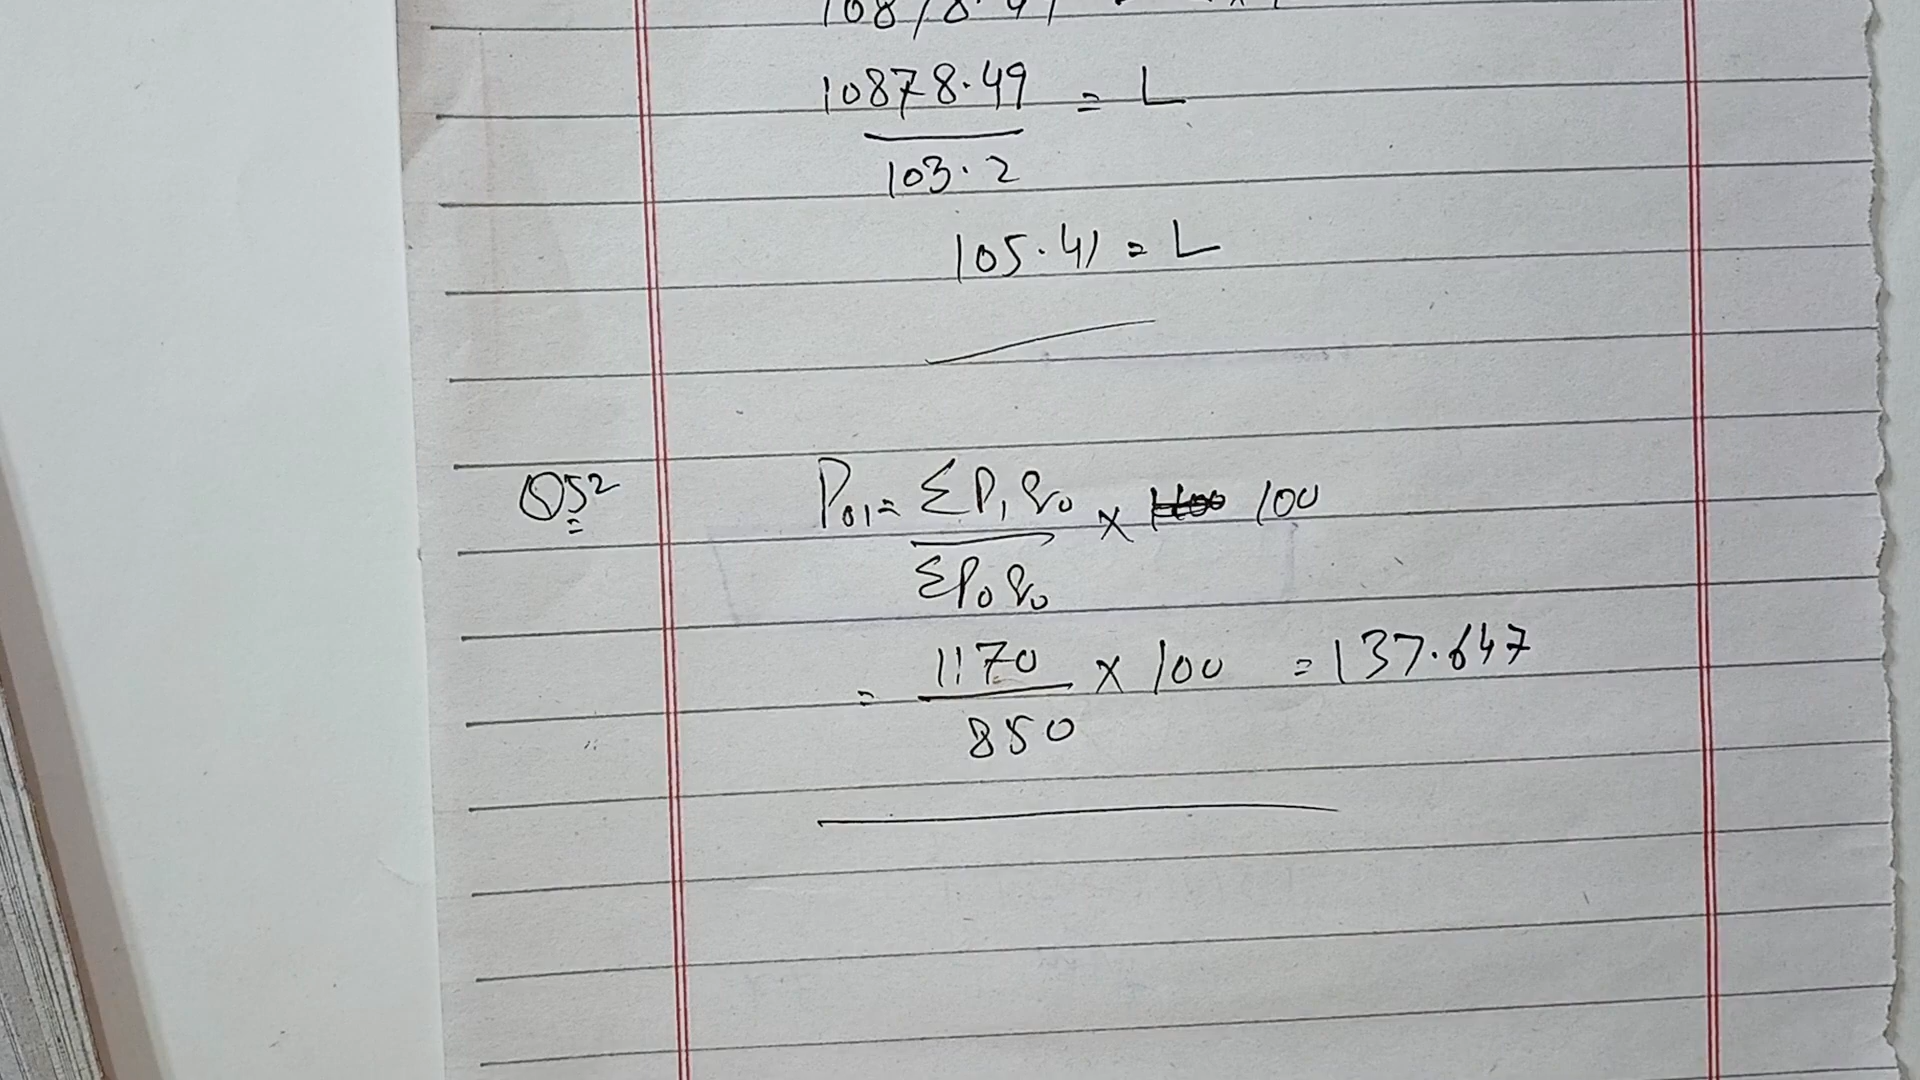 10878.49 = L
103.2
105.41 = L
Q52 P01 = ΣP1q0 × 100
ΣP0q0
= 1170 × 100 = 137.647
850